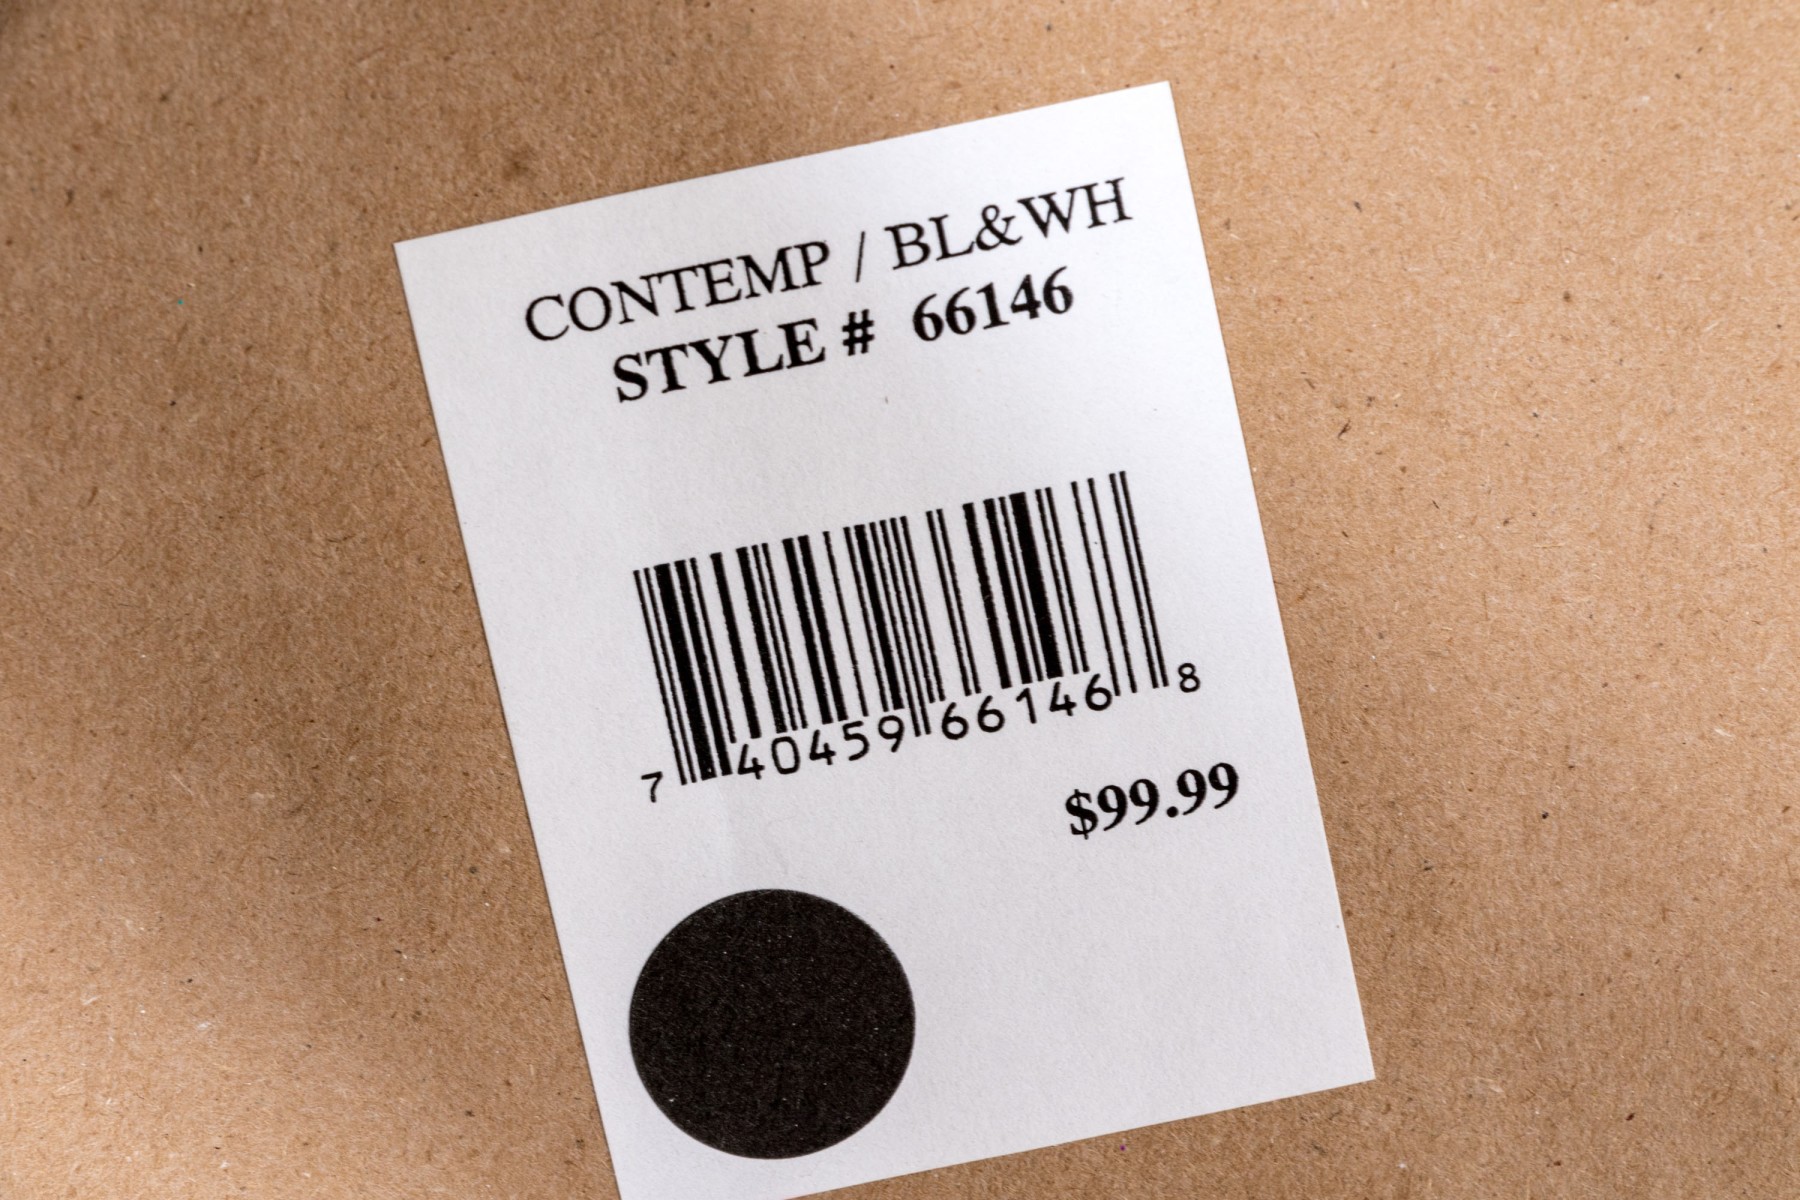 CONTEMP / BL&WH
STYLE # 66146
7 40459 66146 8
$99.99